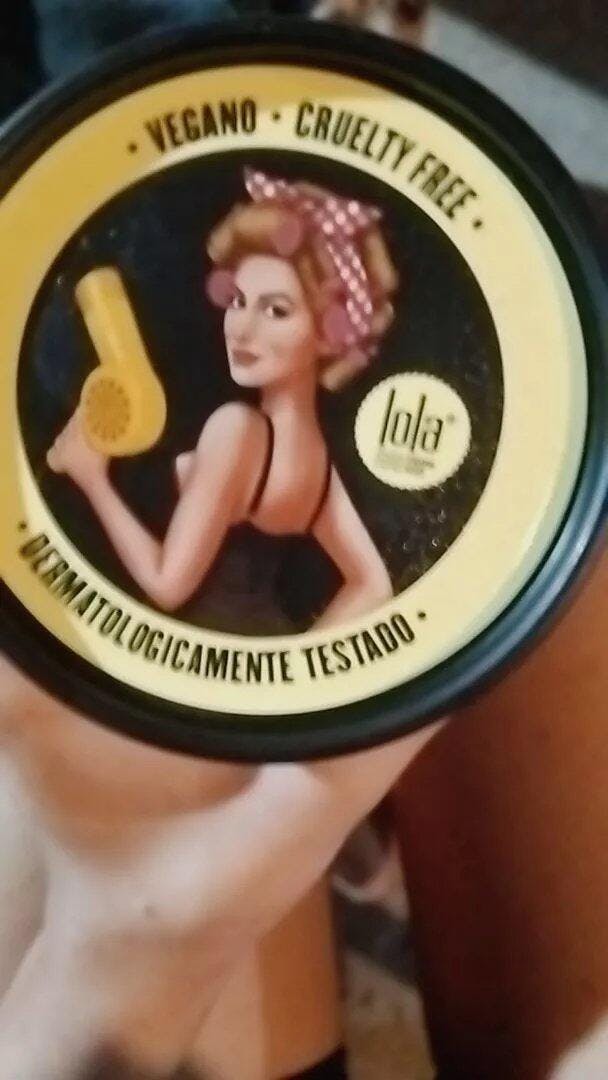 • VEGANO • CRUELTY FREE •
lola®
• DERMATOLOGICAMENTE TESTADO •